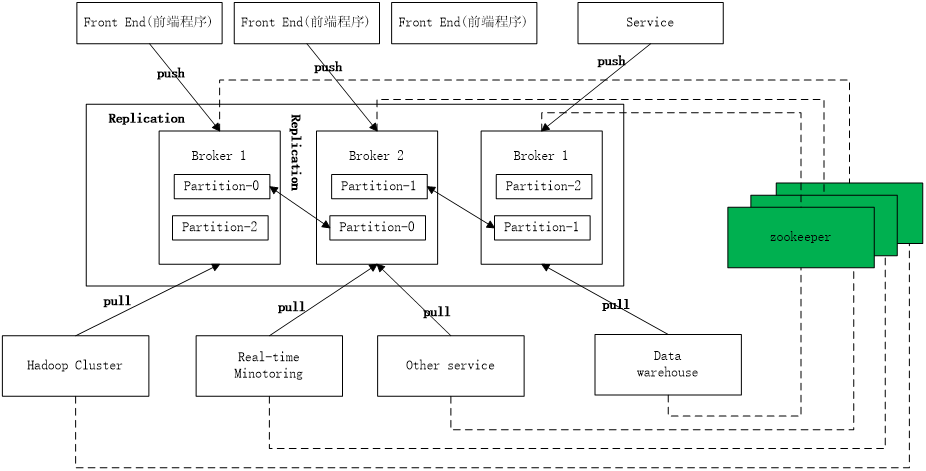 Front End(前端程序)
Front End(前端程序)
Front End(前端程序)
Service
push
push
push
Replication
Replication
Broker 1
Broker 2
Broker 1
Partition-0
Partition-1
Partition-2
Partition-2
Partition-0
Partition-1
zookeeper
pull
pull
pull
pull
Hadoop Cluster
Real-time
Minotoring
Other service
Data
warehouse